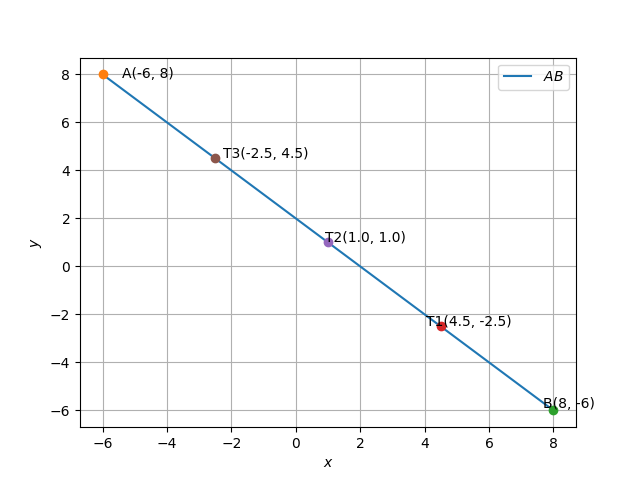 AB
A(-6, 8)
T3(-2.5, 4.5)
T2(1.0, 1.0)
T1(4.5, -2.5)
B(8, -6)
8
6
4
2
0
−2
−4
−6
y
−6 −4 −2 0 2 4 6 8
x